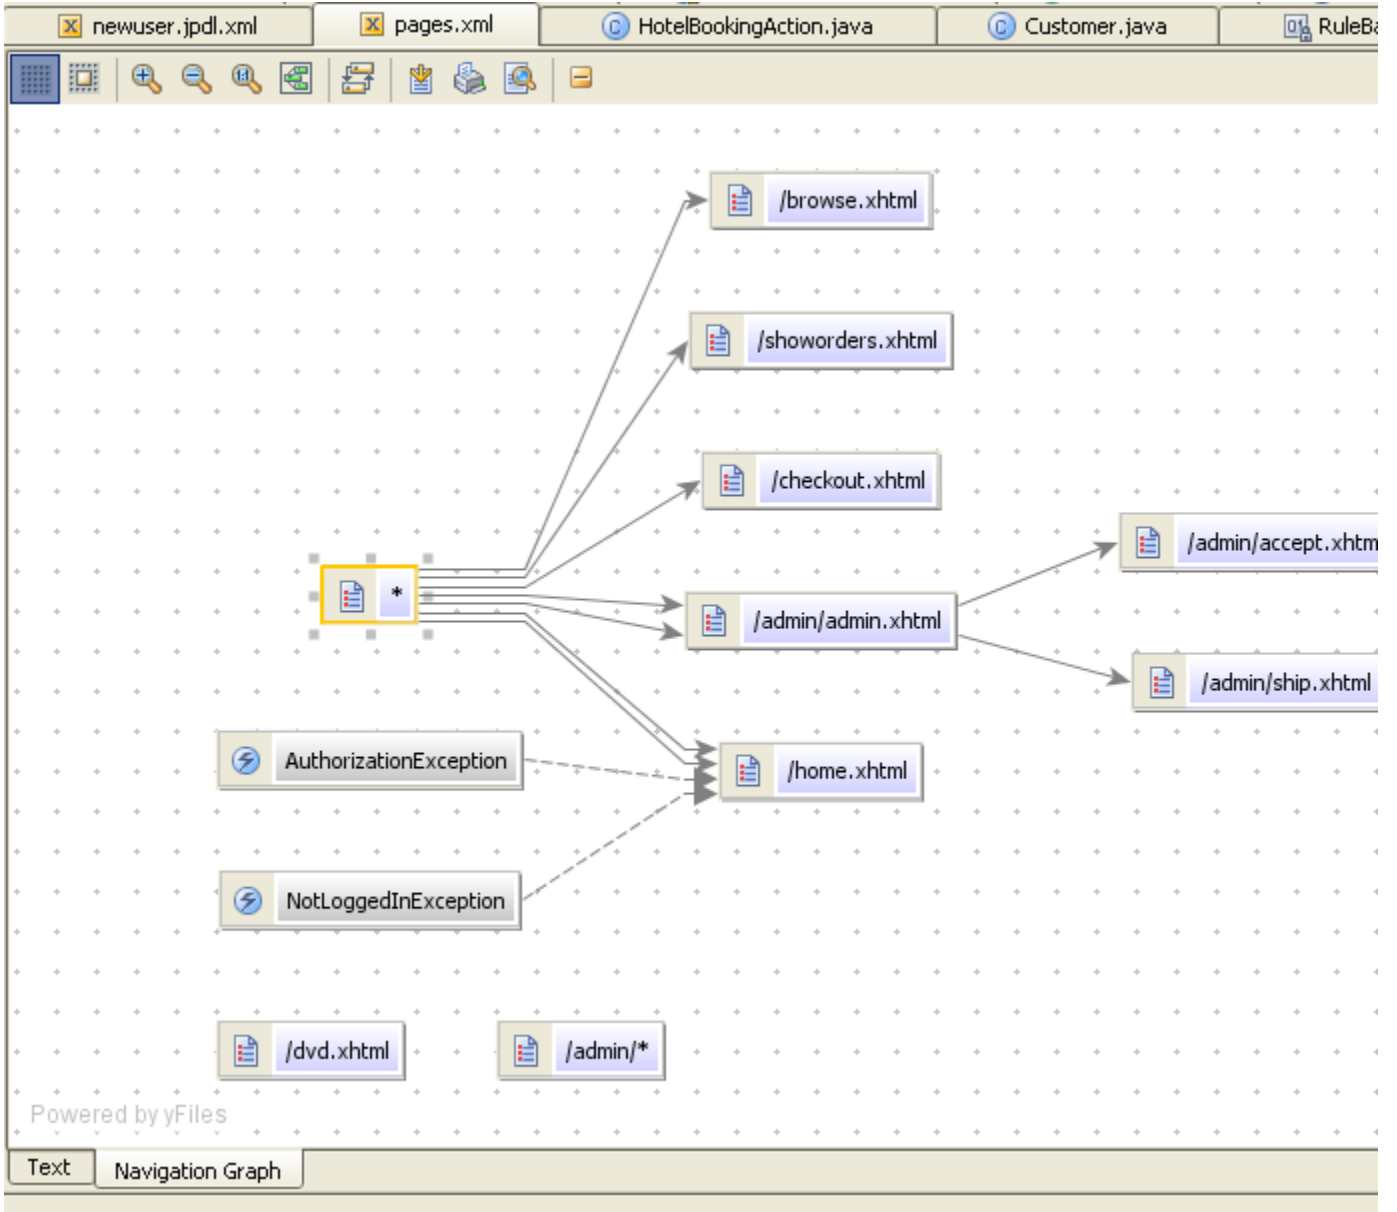 newuser.jpdl.xml
pages.xml
HotelBookingAction.java
Customer.java
/browse.xhtml
/showorders.xhtml
/checkout.xhtml
*
/admin/admin.xhtml
/admin/accept.xhtm
/admin/ship.xhtml
AuthorizationException
/home.xhtml
NotLoggedInException
/dvd.xhtml
/admin/*
Powered by yFiles
Text
Navigation Graph